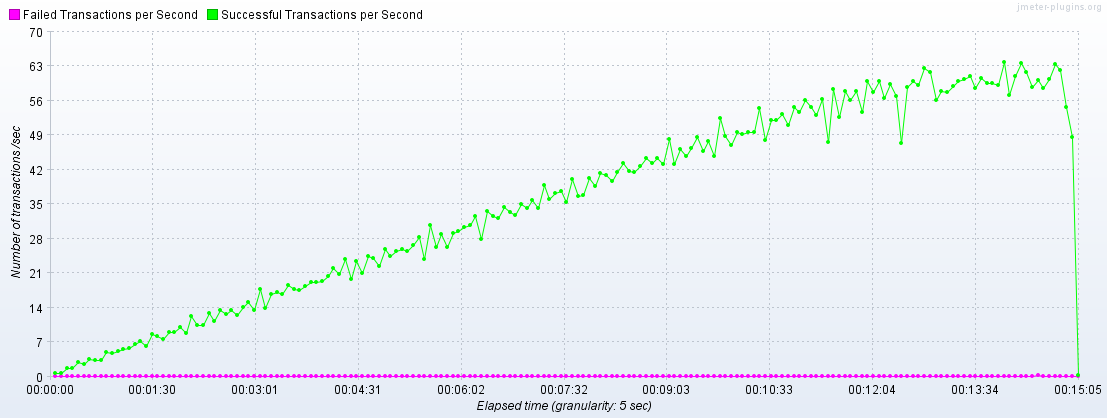 jmeter-plugins.org
Failed Transactions per Second Successful Transactions per Second
70
63
56
49
42
35
28
21
14
7
0
Number of transactions /sec
00:00:00 00:01:30 00:03:01 00:04:31 00:06:02 00:07:32 00:09:03 00:10:33 00:12:04 00:13:34 00:15:05
Elapsed time (granularity: 5 sec)